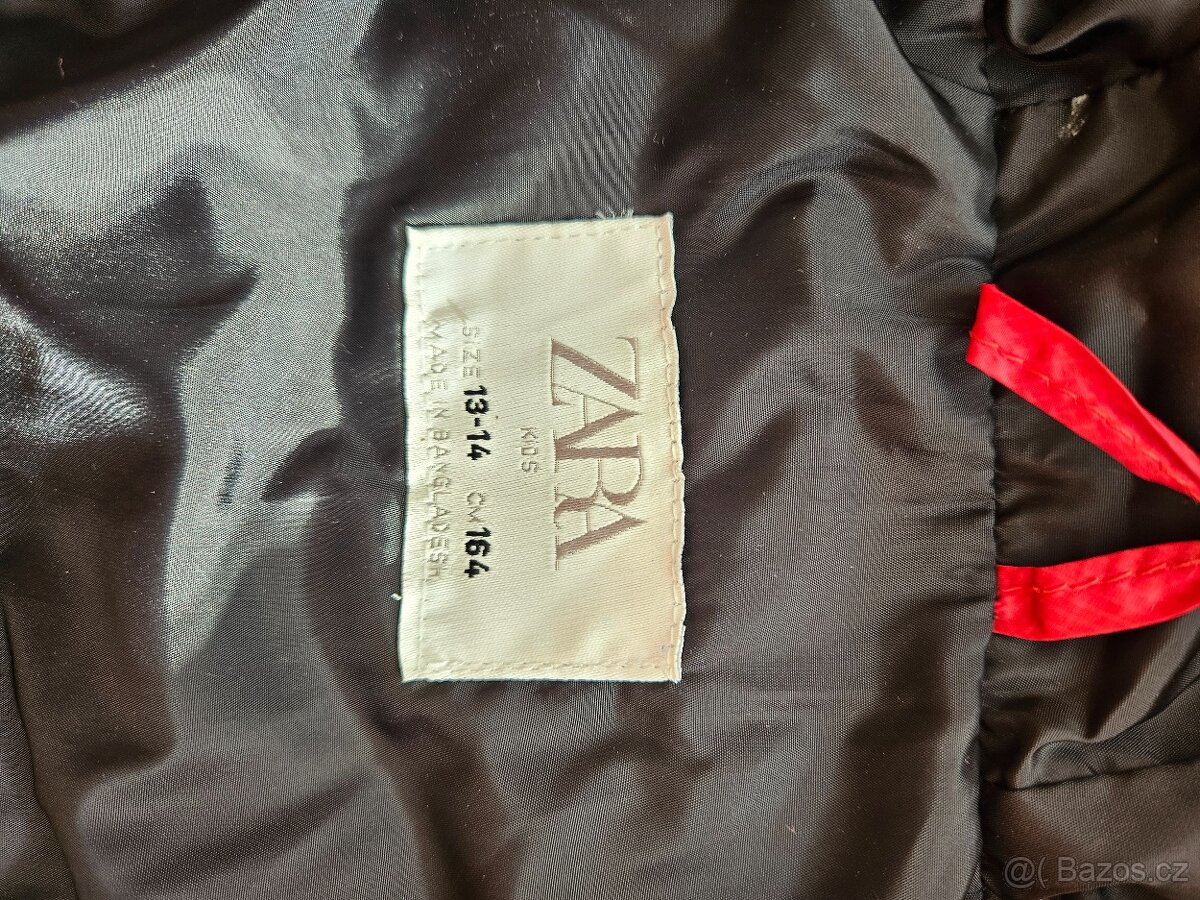 ZARA
KIDS
SIZE 13-14 CM 164
MADE IN BANGLADESH
@( Bazos.cz